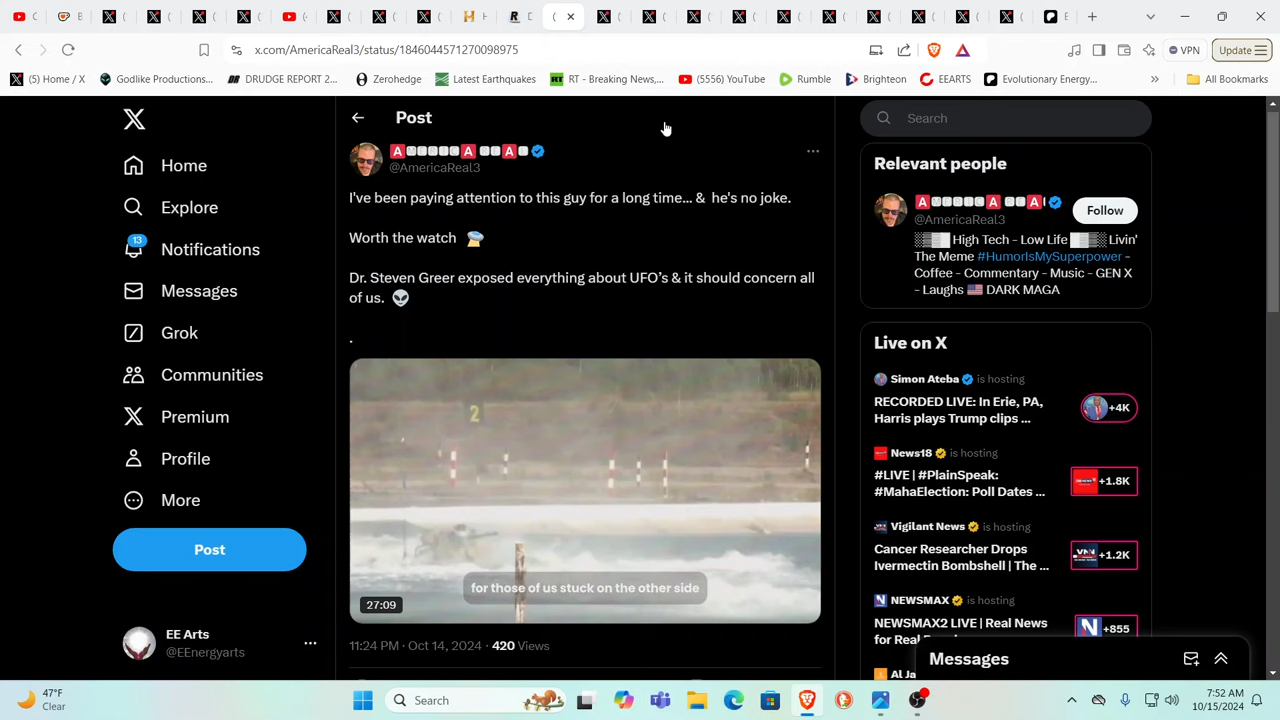 x.com/AmericaReal3/status/1846044571270098975
VPN
Update
(5) Home / X
Godlike Productions...
DRUDGE REPORT 2...
Zerohedge
Latest Earthquakes
RT - Breaking News,...
(5556) YouTube
Rumble
Brighteon
EEARTS
Evolutionary Energy...
»
All Bookmarks
Home
Explore
13
Notifications
Messages
Grok
Communities
Premium
Profile
More
Post
EE Arts
@EEnergyarts
Post
🅰🄼🄴🅁🄸🄲🅰 🅁🄴🅰🄻
@AmericaReal3
I've been paying attention to this guy for a long time... & he's no joke.
Worth the watch
Dr. Steven Greer exposed everything about UFO’s & it should concern all
of us. 👽
.
2
for those of us stuck on the other side
27:09
11:24 PM · Oct 14, 2024 · 420 Views
Search
Relevant people
@AmericaReal3
Follow
░▒▓█ High Tech - Low Life █▓▒░ Livin'
The Meme #HumorIsMySuperpower -
Coffee - Commentary - Music - GEN X
- Laughs 🇺🇸 DARK MAGA
Live on X
Simon Ateba is hosting
RECORDED LIVE: In Erie, PA,
Harris plays Trump clips ...
+4K
News18 is hosting
#LIVE | #PlainSpeak:
#MahaElection: Poll Dates ...
+1.8K
Vigilant News is hosting
Cancer Researcher Drops
Ivermectin Bombshell | The ...
+1.2K
NEWSMAX is hosting
NEWSMAX2 LIVE | Real News
for Real
+855
Al Ja
Messages
47°F
Clear
Search
7:52 AM
10/15/2024